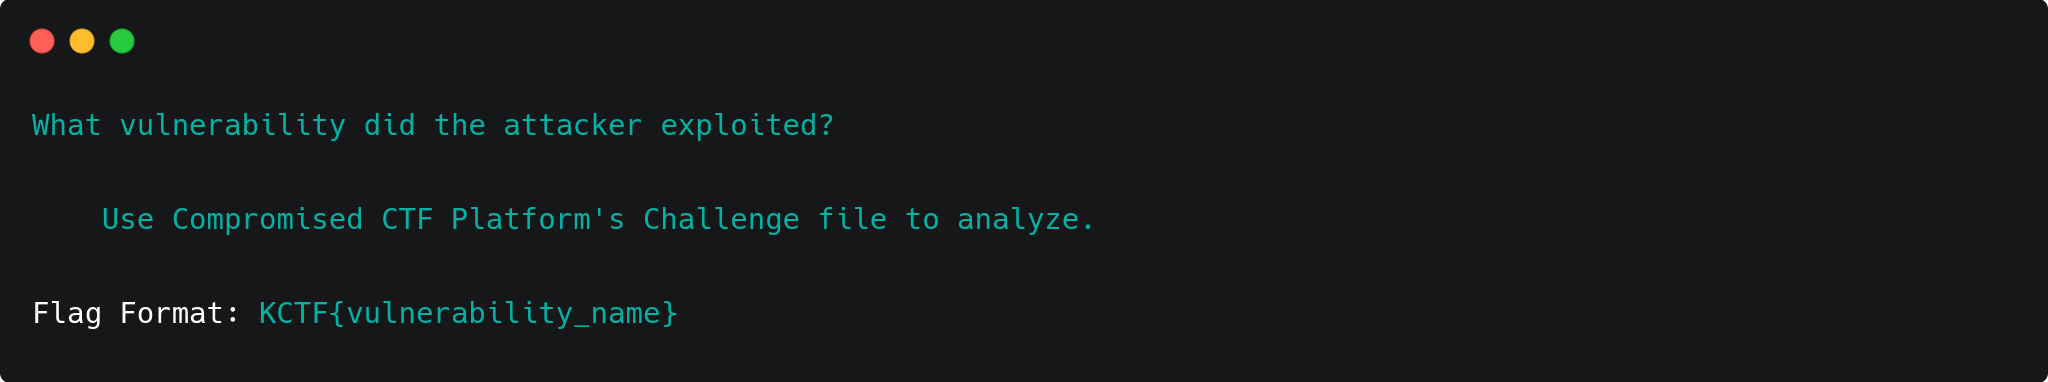 What vulnerability did the attacker exploited?
Use Compromised CTF Platform's Challenge file to analyze.
Flag Format: KCTF{vulnerability_name}